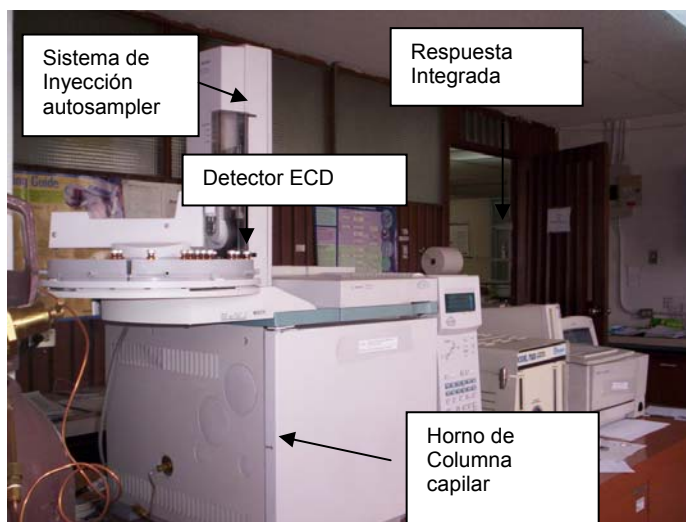 Sistema de
Inyección
autosampler
Respuesta
Integrada
Detector ECD
Horno de
Columna
capilar